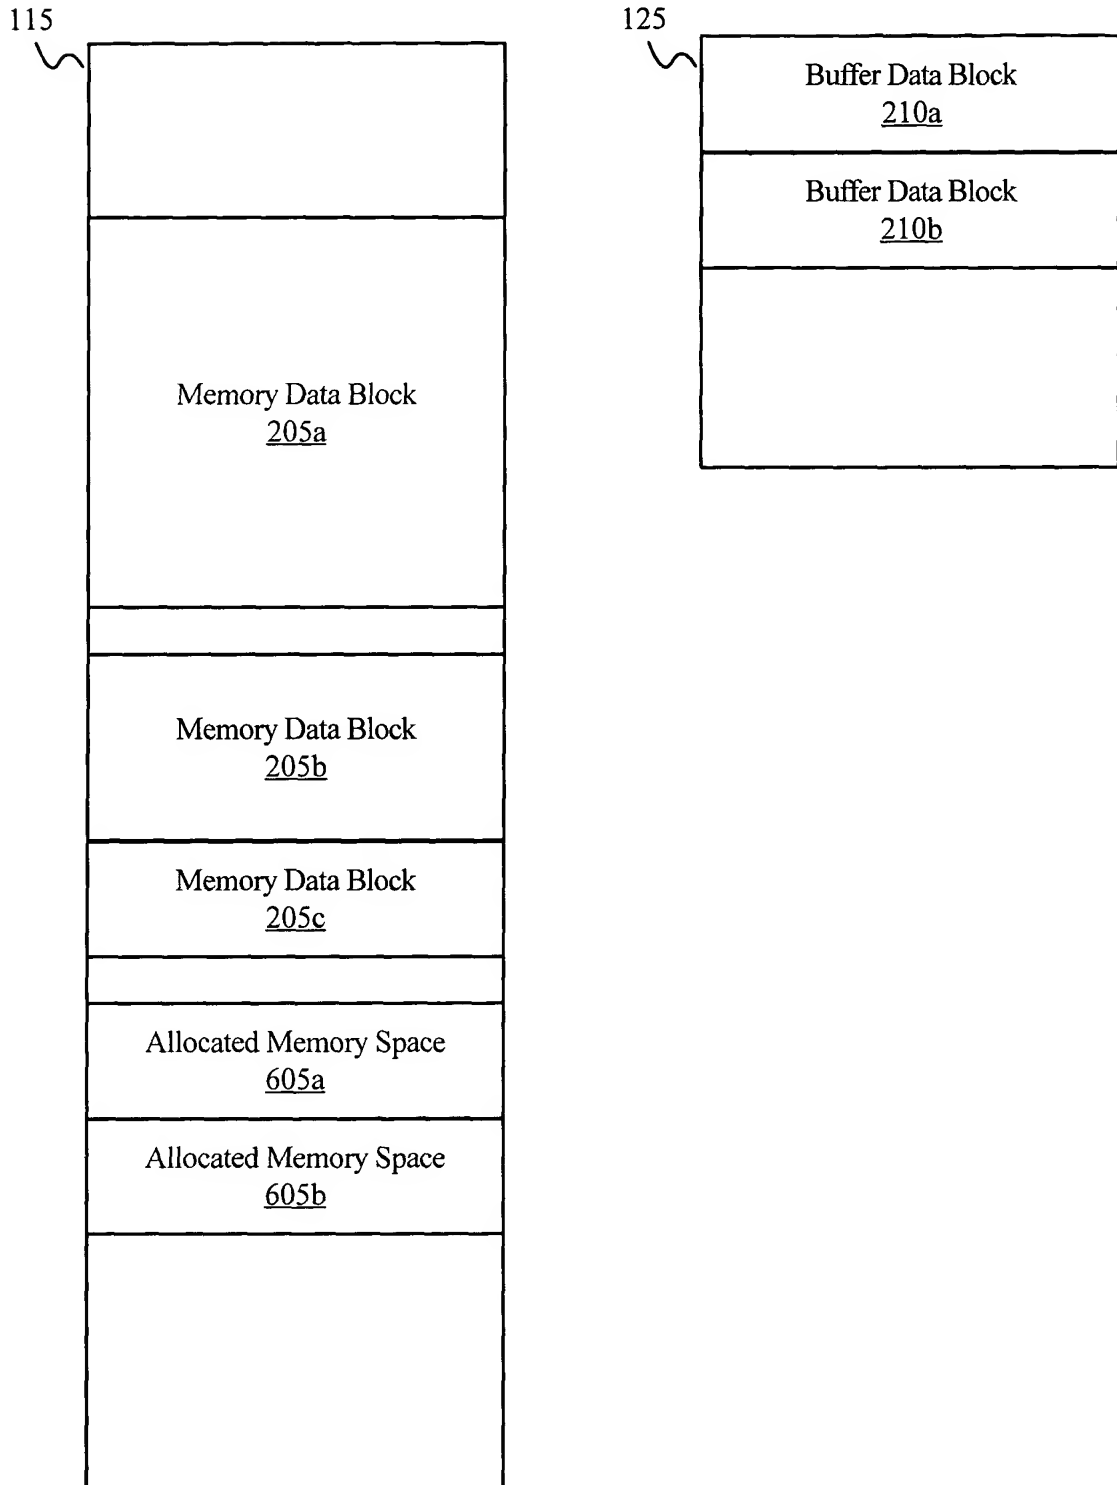 115
125
Buffer Data Block
210a
Buffer Data Block
210b
Memory Data Block
205a
Memory Data Block
205b
Memory Data Block
205c
Allocated Memory Space
605a
Allocated Memory Space
605b